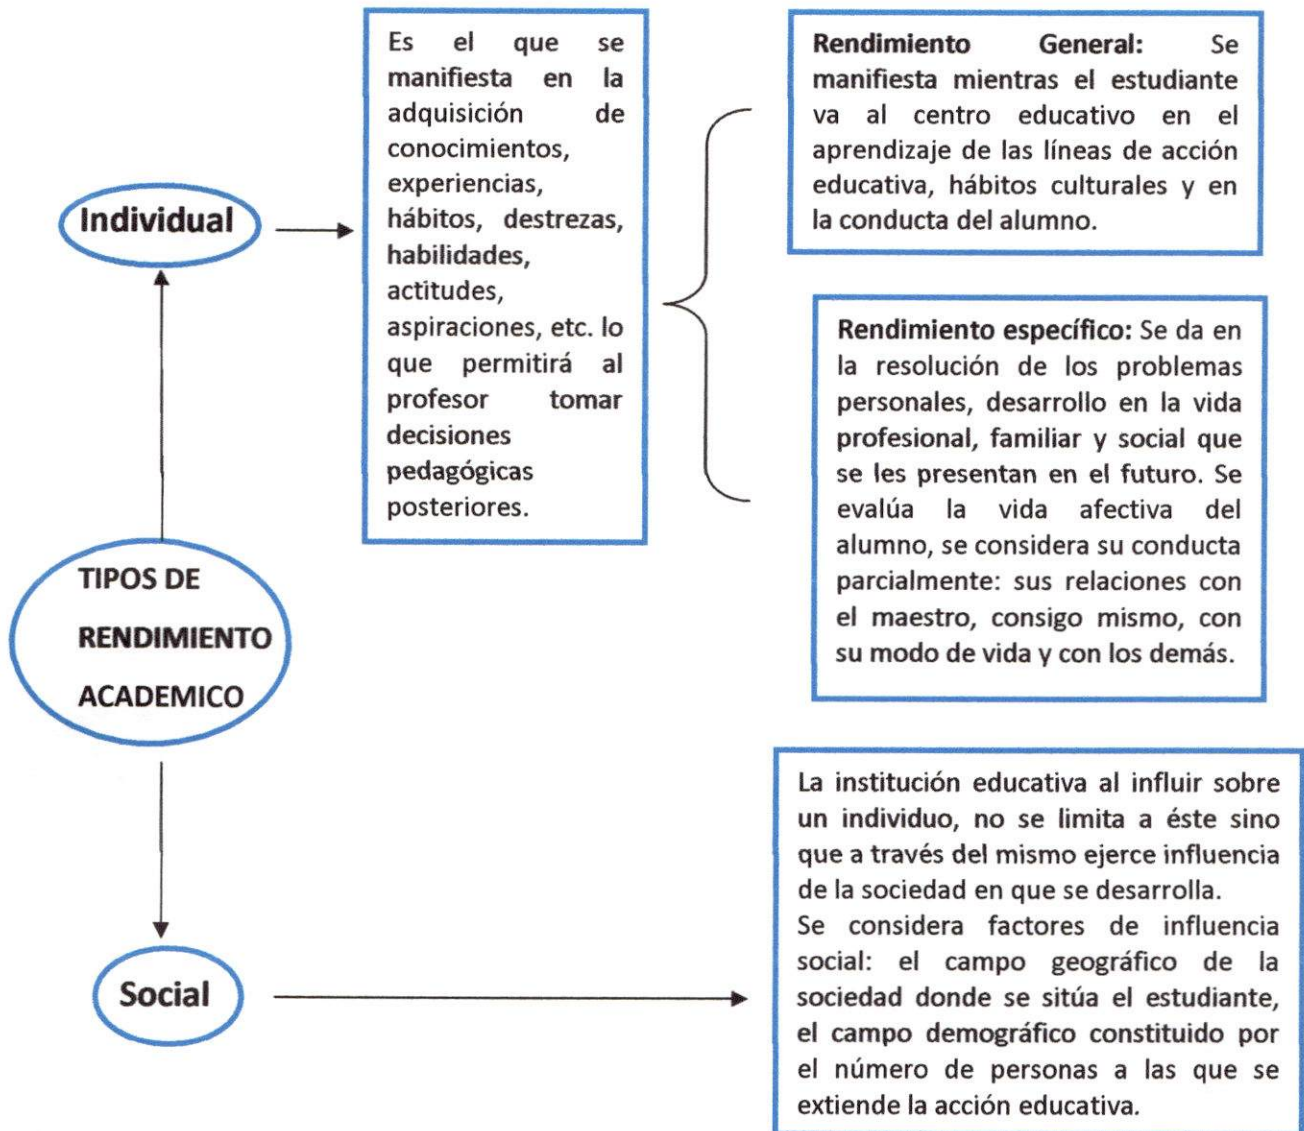 TIPOS DE
RENDIMIENTO
ACADEMICO
Individual
Es el que se
manifiesta en la
adquisición de
conocimientos,
experiencias,
hábitos, destrezas,
habilidades,
actitudes,
aspiraciones, etc. lo
que permitirá al
profesor tomar
decisiones
pedagógicas
posteriores.
Rendimiento General: Se
manifiesta mientras el estudiante
va al centro educativo en el
aprendizaje de las líneas de acción
educativa, hábitos culturales y en
la conducta del alumno.
Rendimiento específico: Se da en
la resolución de los problemas
personales, desarrollo en la vida
profesional, familiar y social que
se les presentan en el futuro. Se
evalúa la vida afectiva del
alumno, se considera su conducta
parcialmente: sus relaciones con
el maestro, consigo mismo, con
su modo de vida y con los demás.
Social
La institución educativa al influir sobre
un individuo, no se limita a éste sino
que a través del mismo ejerce influencia
de la sociedad en que se desarrolla.
Se considera factores de influencia
social: el campo geográfico de la
sociedad donde se sitúa el estudiante,
el campo demográfico constituido por
el número de personas a las que se
extiende la acción educativa.